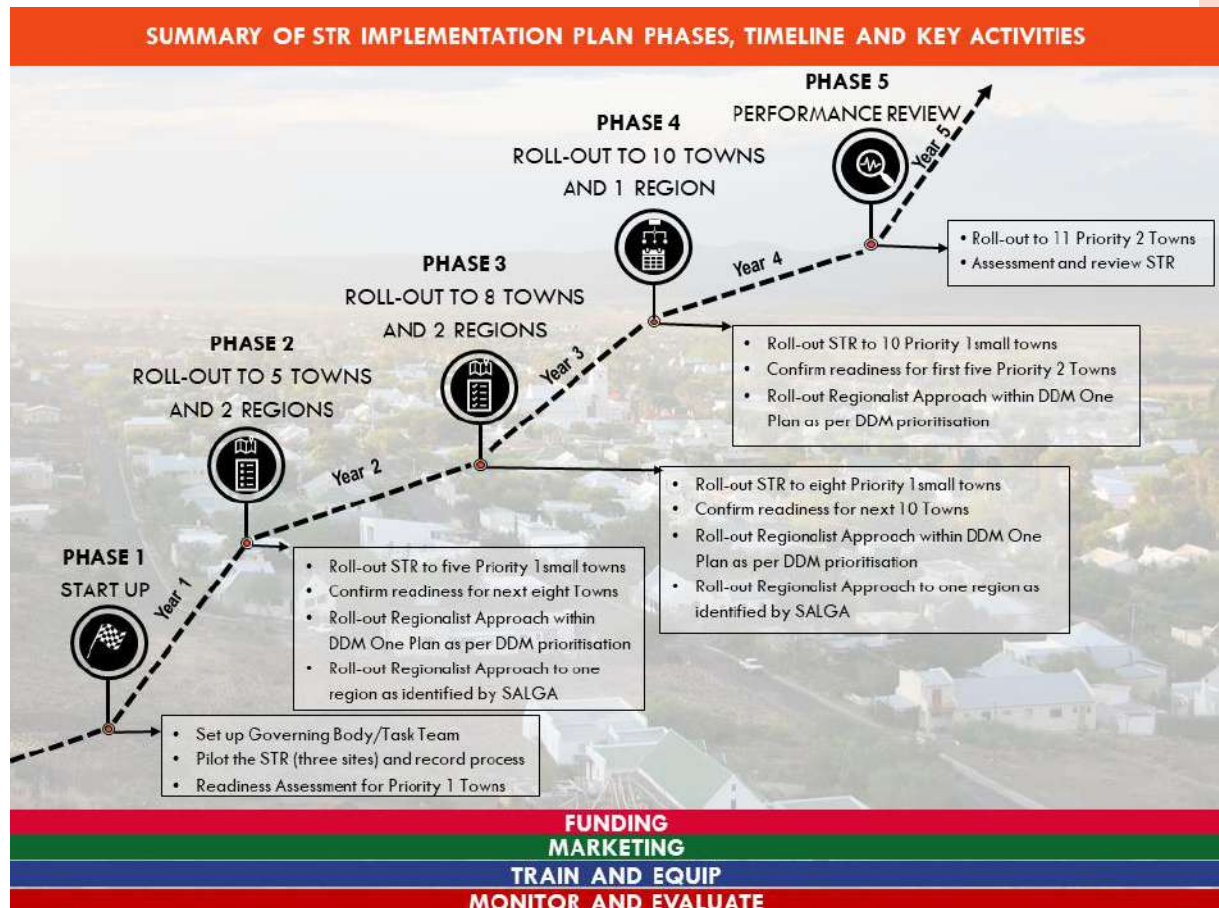 SUMMARY OF STR IMPLEMENTATION PLAN PHASES, TIMELINE AND KEY ACTIVITIES
PHASE 1
START UP
Year 1
• Set up Governing Body/Task Team
• Pilot the STR (three sites) and record process
• Readiness Assessment for Priority 1 Towns
PHASE 2
ROLL-OUT TO 5 TOWNS
AND 2 REGIONS
Year 2
• Roll-out STR to five Priority 1small towns
• Confirm readiness for next eight Towns
• Roll-out Regionalist Approach within
DDM One Plan as per DDM prioritisation
• Roll-out Regionalist Approach to one
region as identified by SALGA
PHASE 3
ROLL-OUT TO 8 TOWNS
AND 2 REGIONS
Year 3
• Roll-out STR to eight Priority 1small towns
• Confirm readiness for next 10 Towns
• Roll-out Regionalist Approach within DDM One
Plan as per DDM prioritisation
• Roll-out Regionalist Approach to one region as
identified by SALGA
PHASE 4
ROLL-OUT TO 10 TOWNS
AND 1 REGION
Year 4
• Roll-out STR to 10 Priority 1small towns
• Confirm readiness for first five Priority 2 Towns
• Roll-out Regionalist Approach within DDM One
Plan as per DDM prioritisation
PHASE 5
PERFORMANCE REVIEW
Year 5
• Roll-out to 11 Priority 2 Towns
• Assessment and review STR
FUNDING
MARKETING
TRAIN AND EQUIP
MONITOR AND EVALUATE